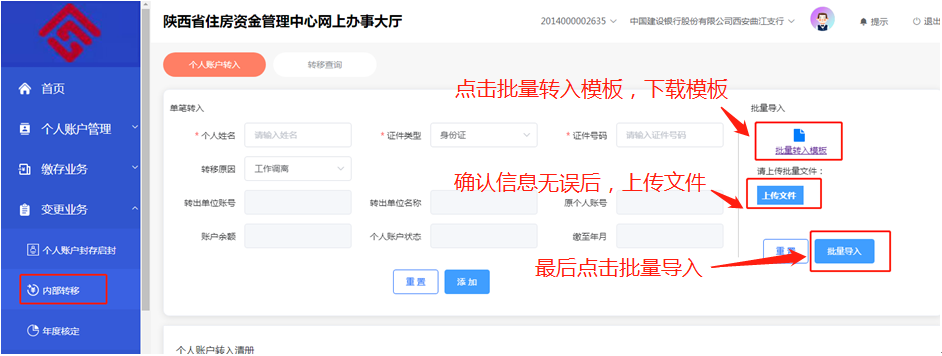 陕西省住房资金管理中心网上办事大厅
2014000002635
中国建设银行股份有限公司西安曲江支行
提示
退出
首页
个人账户管理
缴存业务
变更业务
个人账户封存启封
内部转移
年度核定
个人账户转入
转移查询
点击批量转入模板，下载模板
单笔转入
批量导入
* 个人姓名
请输入姓名
* 证件类型
身份证
* 证件号码
请输入证件号码
批量转入模板
转移原因
工作调离
请上传批量文件：
确认信息无误后，上传文件
上传文件
转出单位账号
转出单位名称
原个人账号
账户余额
个人账户状态
缴至年月
重置
批量导入
最后点击批量导入
重置
添加
个人账户转入清册